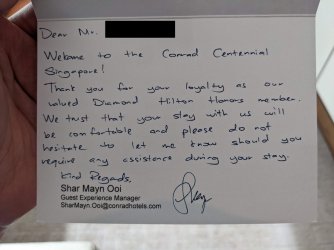 Dear Mr.
Welcome to the Conrad Centennial
Singapore!
Thank you for your loyalty as our
valued Diamond Hilton Honors member.
We trust that your stay with us will
be comfortable and please do not
hesitate to let me know should you
require any assistance during your stay.
Kind Regards,
Shar Mayn Ooi
Guest Experience Manager
SharMayn.Ooi@conradhotels.com